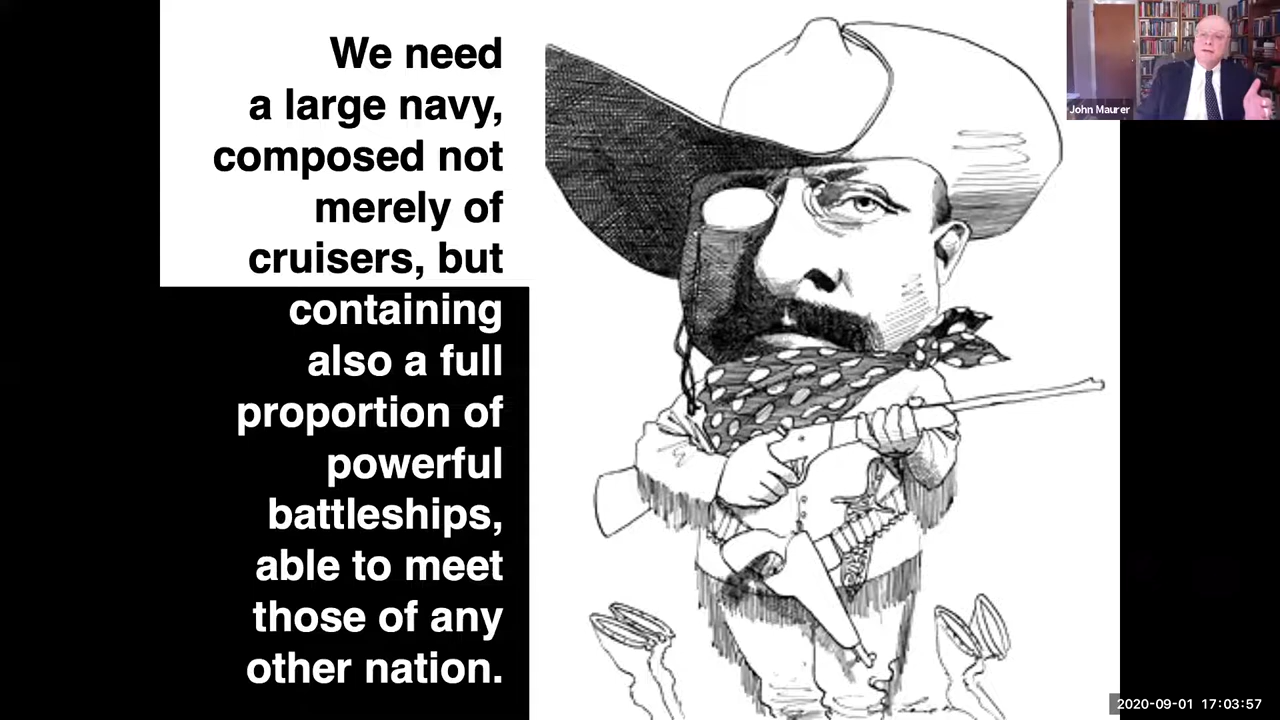 We need
a large navy,
composed not
merely of
cruisers, but
containing
also a full
proportion of
powerful
battleships,
able to meet
those of any
other nation.
John Maurer
2020-09-01 17:03:57